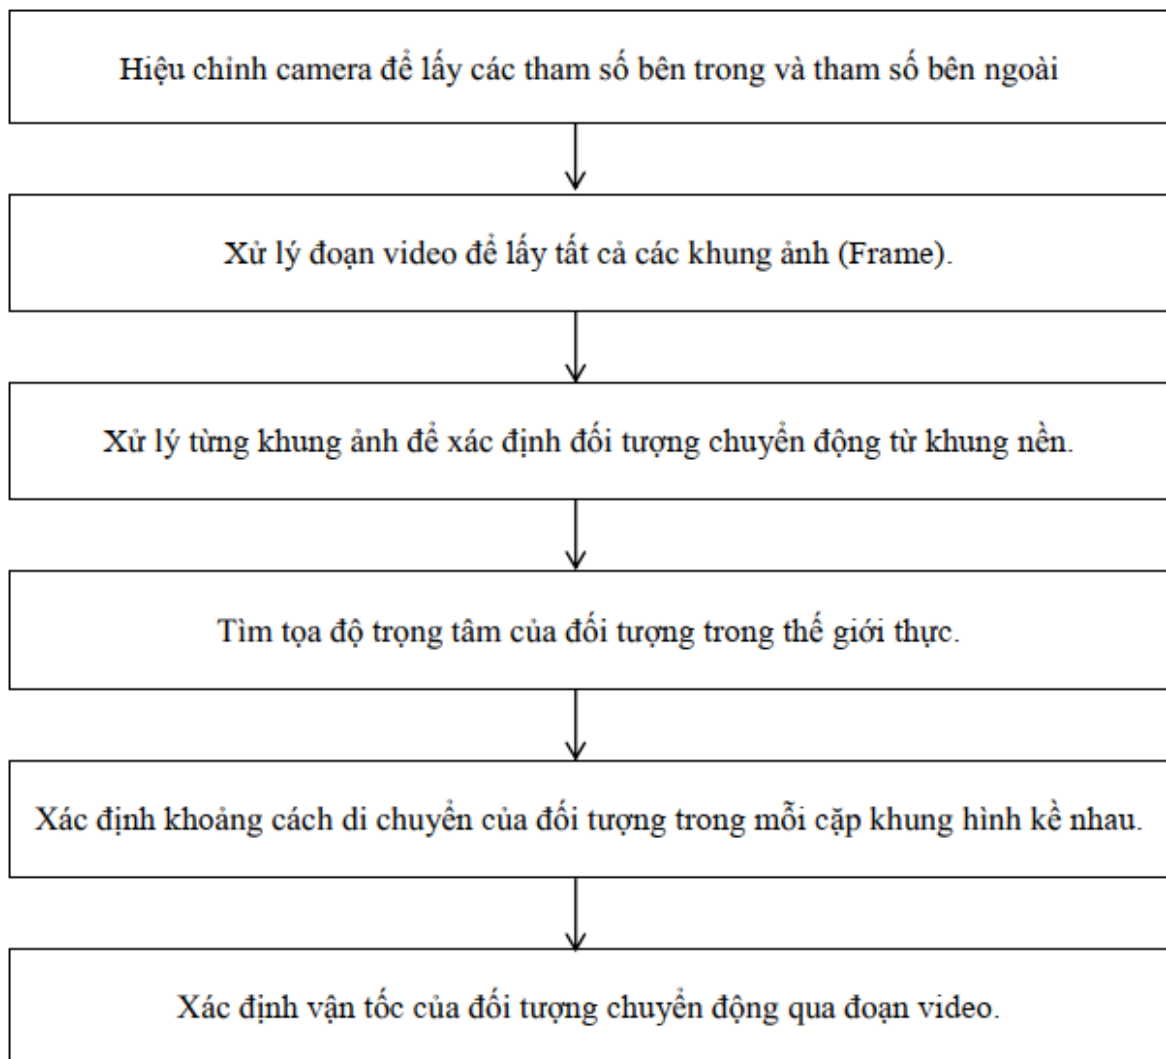 Hiệu chỉnh camera để lấy các tham số bên trong và tham số bên ngoài
Xử lý đoạn video để lấy tất cả các khung ảnh (Frame).
Xử lý từng khung ảnh để xác định đối tượng chuyển động từ khung nền.
Tìm tọa độ trọng tâm của đối tượng trong thế giới thực.
Xác định khoảng cách di chuyển của đối tượng trong mỗi cặp khung hình kề nhau.
Xác định vận tốc của đối tượng chuyển động qua đoạn video.